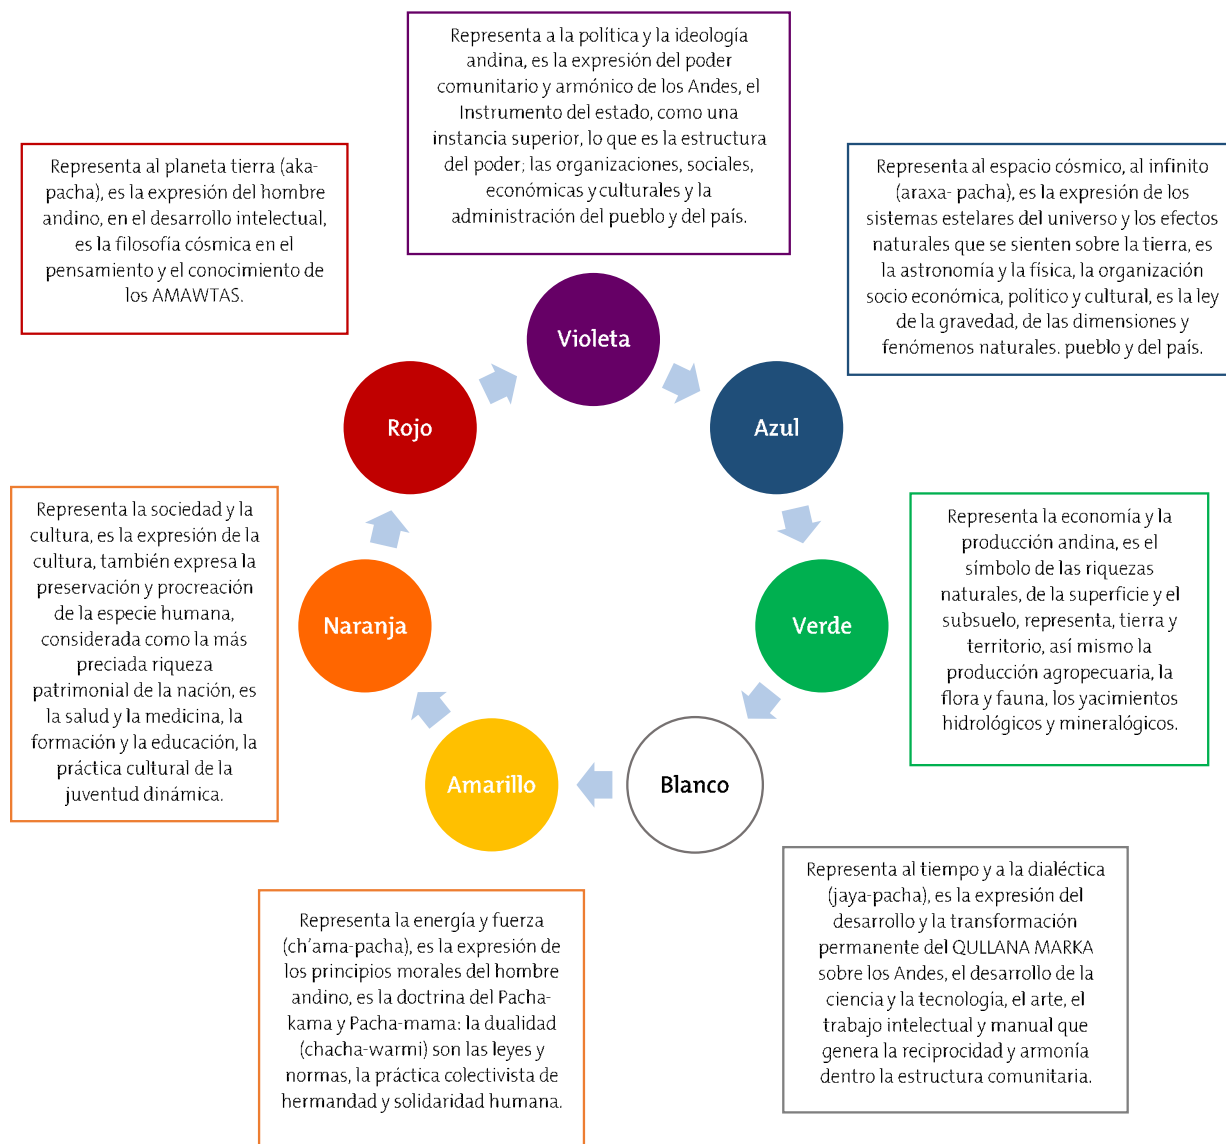 Representa a la política y la ideología
andina, es la expresión del poder
comunitario y armónico de los Andes, el
Instrumento del estado, como una
instancia superior, lo que es la estructura
del poder; las organizaciones, sociales,
económicas y culturales y la
administración del pueblo y del país.
Representa al planeta tierra (aka-
pacha), es la expresión del hombre
andino, en el desarrollo intelectual,
es la filosofía cósmica en el
pensamiento y el conocimiento de
los AMAWTAS.
Representa al espacio cósmico, al infinito
(araxa- pacha), es la expresión de los
sistemas estelares del universo y los efectos
naturales que se sienten sobre la tierra, es
la astronomía y la física, la organización
socio económica, político y cultural, es la ley
de la gravedad, de las dimensiones y
fenómenos naturales. pueblo y del país.
Violeta
Rojo
Azul
Representa la sociedad y la
cultura, es la expresión de la
cultura, también expresa la
preservación y procreación
de la especie humana,
considerada como la más
preciada riqueza
patrimonial de la nación, es
la salud y la medicina, la
formación y la educación, la
práctica cultural de la
juventud dinámica.
Naranja
Verde
Representa la economía y la
producción andina, es el
símbolo de las riquezas
naturales, de la superficie y el
subsuelo, representa, tierra y
territorio, así mismo la
producción agropecuaria, la
flora y fauna, los yacimientos
hidrológicos y mineralógicos.
Amarillo
Blanco
Representa la energía y fuerza
(ch'ama-pacha), es la expresión de
los principios morales del hombre
andino, es la doctrina del Pacha-
kama y Pacha-mama: la dualidad
(chacha-warmi) son las leyes y
normas, la práctica colectivista de
hermandad y solidaridad humana.
Representa al tiempo y a la dialéctica
(jaya-pacha), es la expresión del
desarrollo y la transformación
permanente del QULLANA MARKA
sobre los Andes, el desarrollo de la
ciencia y la tecnología, el arte, el
trabajo intelectual y manual que
genera la reciprocidad y armonía
dentro la estructura comunitaria.